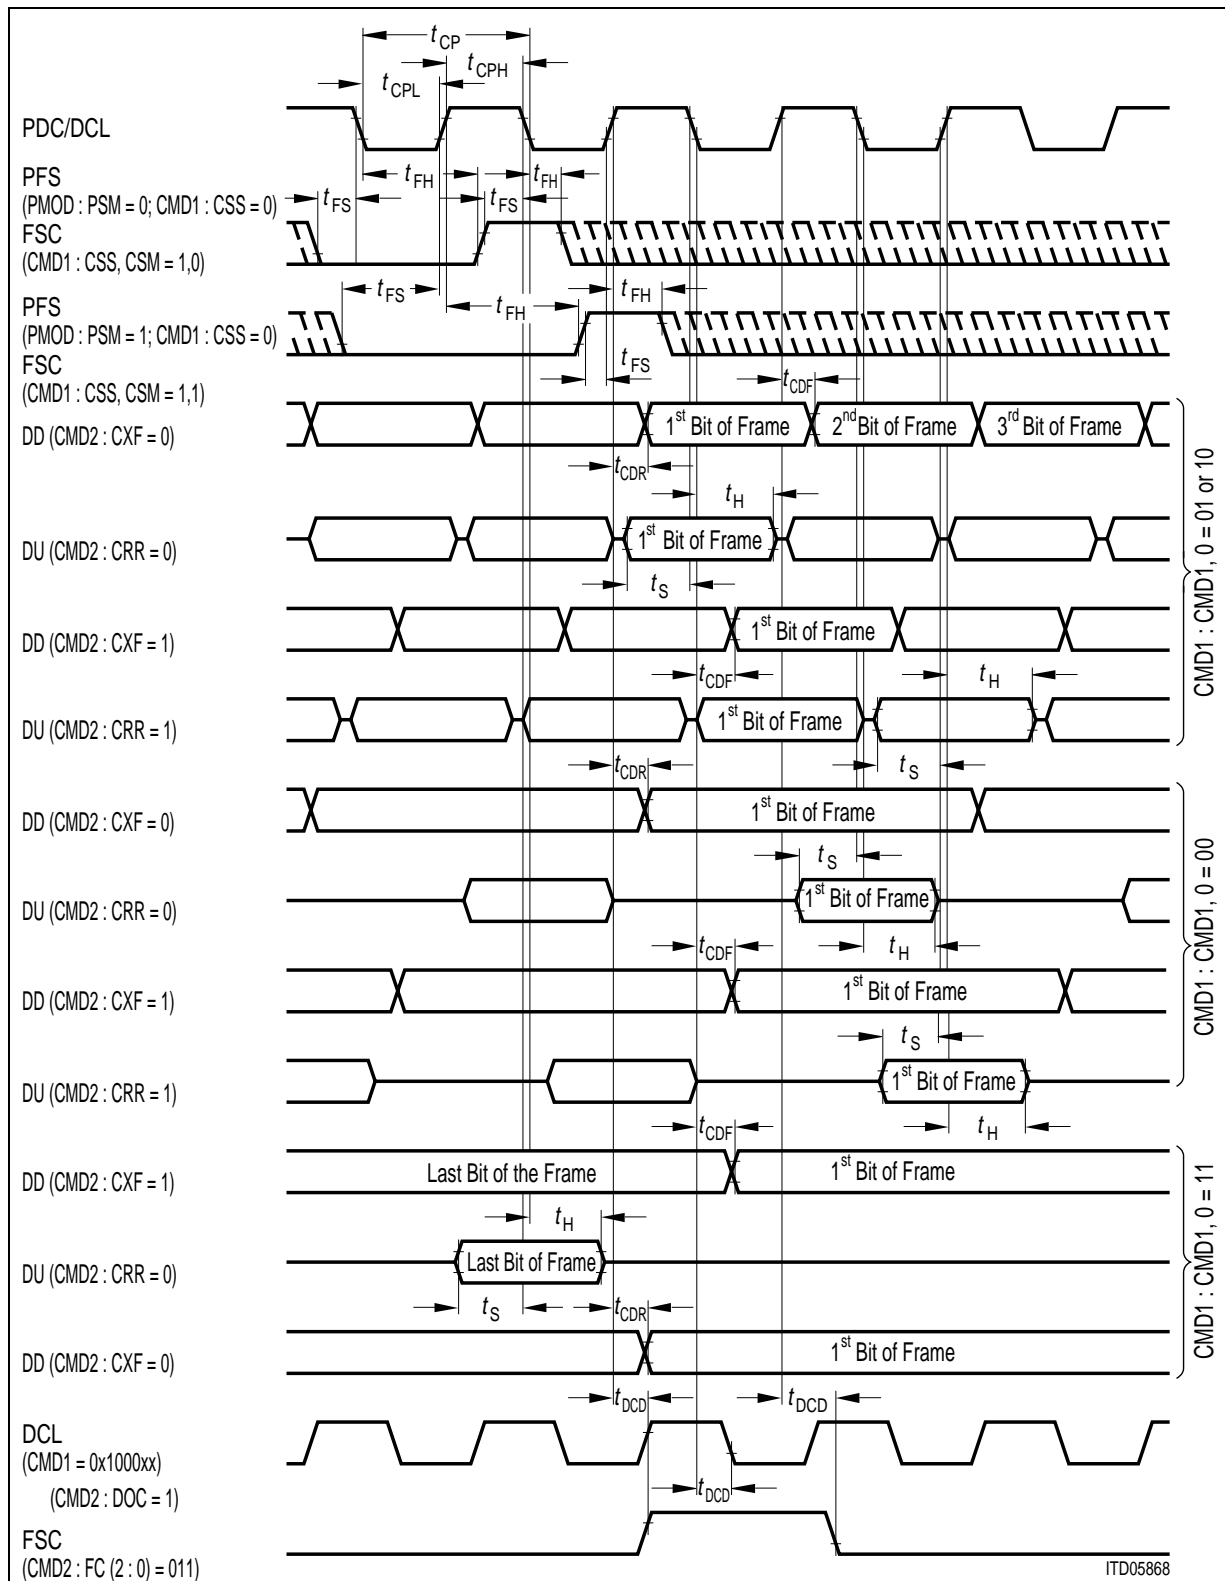 tCP
tCPH
tCPL
PDC/DCL
tFH
tFH
PFS
(PMOD : PSM = 0; CMD1 : CSS = 0)
tFS
tFS
FSC
(CMD1 : CSS, CSM = 1,0)
tFS
tFH
tFH
PFS
(PMOD : PSM = 1; CMD1 : CSS = 0)
FSC
tFS
(CMD1 : CSS, CSM = 1,1)
tCDF
DD (CMD2 : CXF = 0)
1st Bit of Frame
2nd Bit of Frame
3rd Bit of Frame
tCDR
tH
DU (CMD2 : CRR = 0)
1st Bit of Frame
tS
DD (CMD2 : CXF = 1)
1st Bit of Frame
tCDF
tH
DU (CMD2 : CRR = 1)
1st Bit of Frame
CMD1 : CMD1, 0 = 01 or 10
tCDR
tS
DD (CMD2 : CXF = 0)
1st Bit of Frame
tS
DU (CMD2 : CRR = 0)
1st Bit of Frame
tCDF
tH
DD (CMD2 : CXF = 1)
1st Bit of Frame
tS
DU (CMD2 : CRR = 1)
1st Bit of Frame
CMD1 : CMD1, 0 = 00
tCDF
tH
DD (CMD2 : CXF = 1)
Last Bit of the Frame
1st Bit of Frame
tH
DU (CMD2 : CRR = 0)
Last Bit of Frame
tS
tCDR
DD (CMD2 : CXF = 0)
1st Bit of Frame
CMD1 : CMD1, 0 = 11
tDCD
tDCD
DCL
(CMD1 = 0x1000xx)
(CMD2 : DOC = 1)
tDCD
FSC
(CMD2 : FC (2 : 0) = 011)
ITD05868